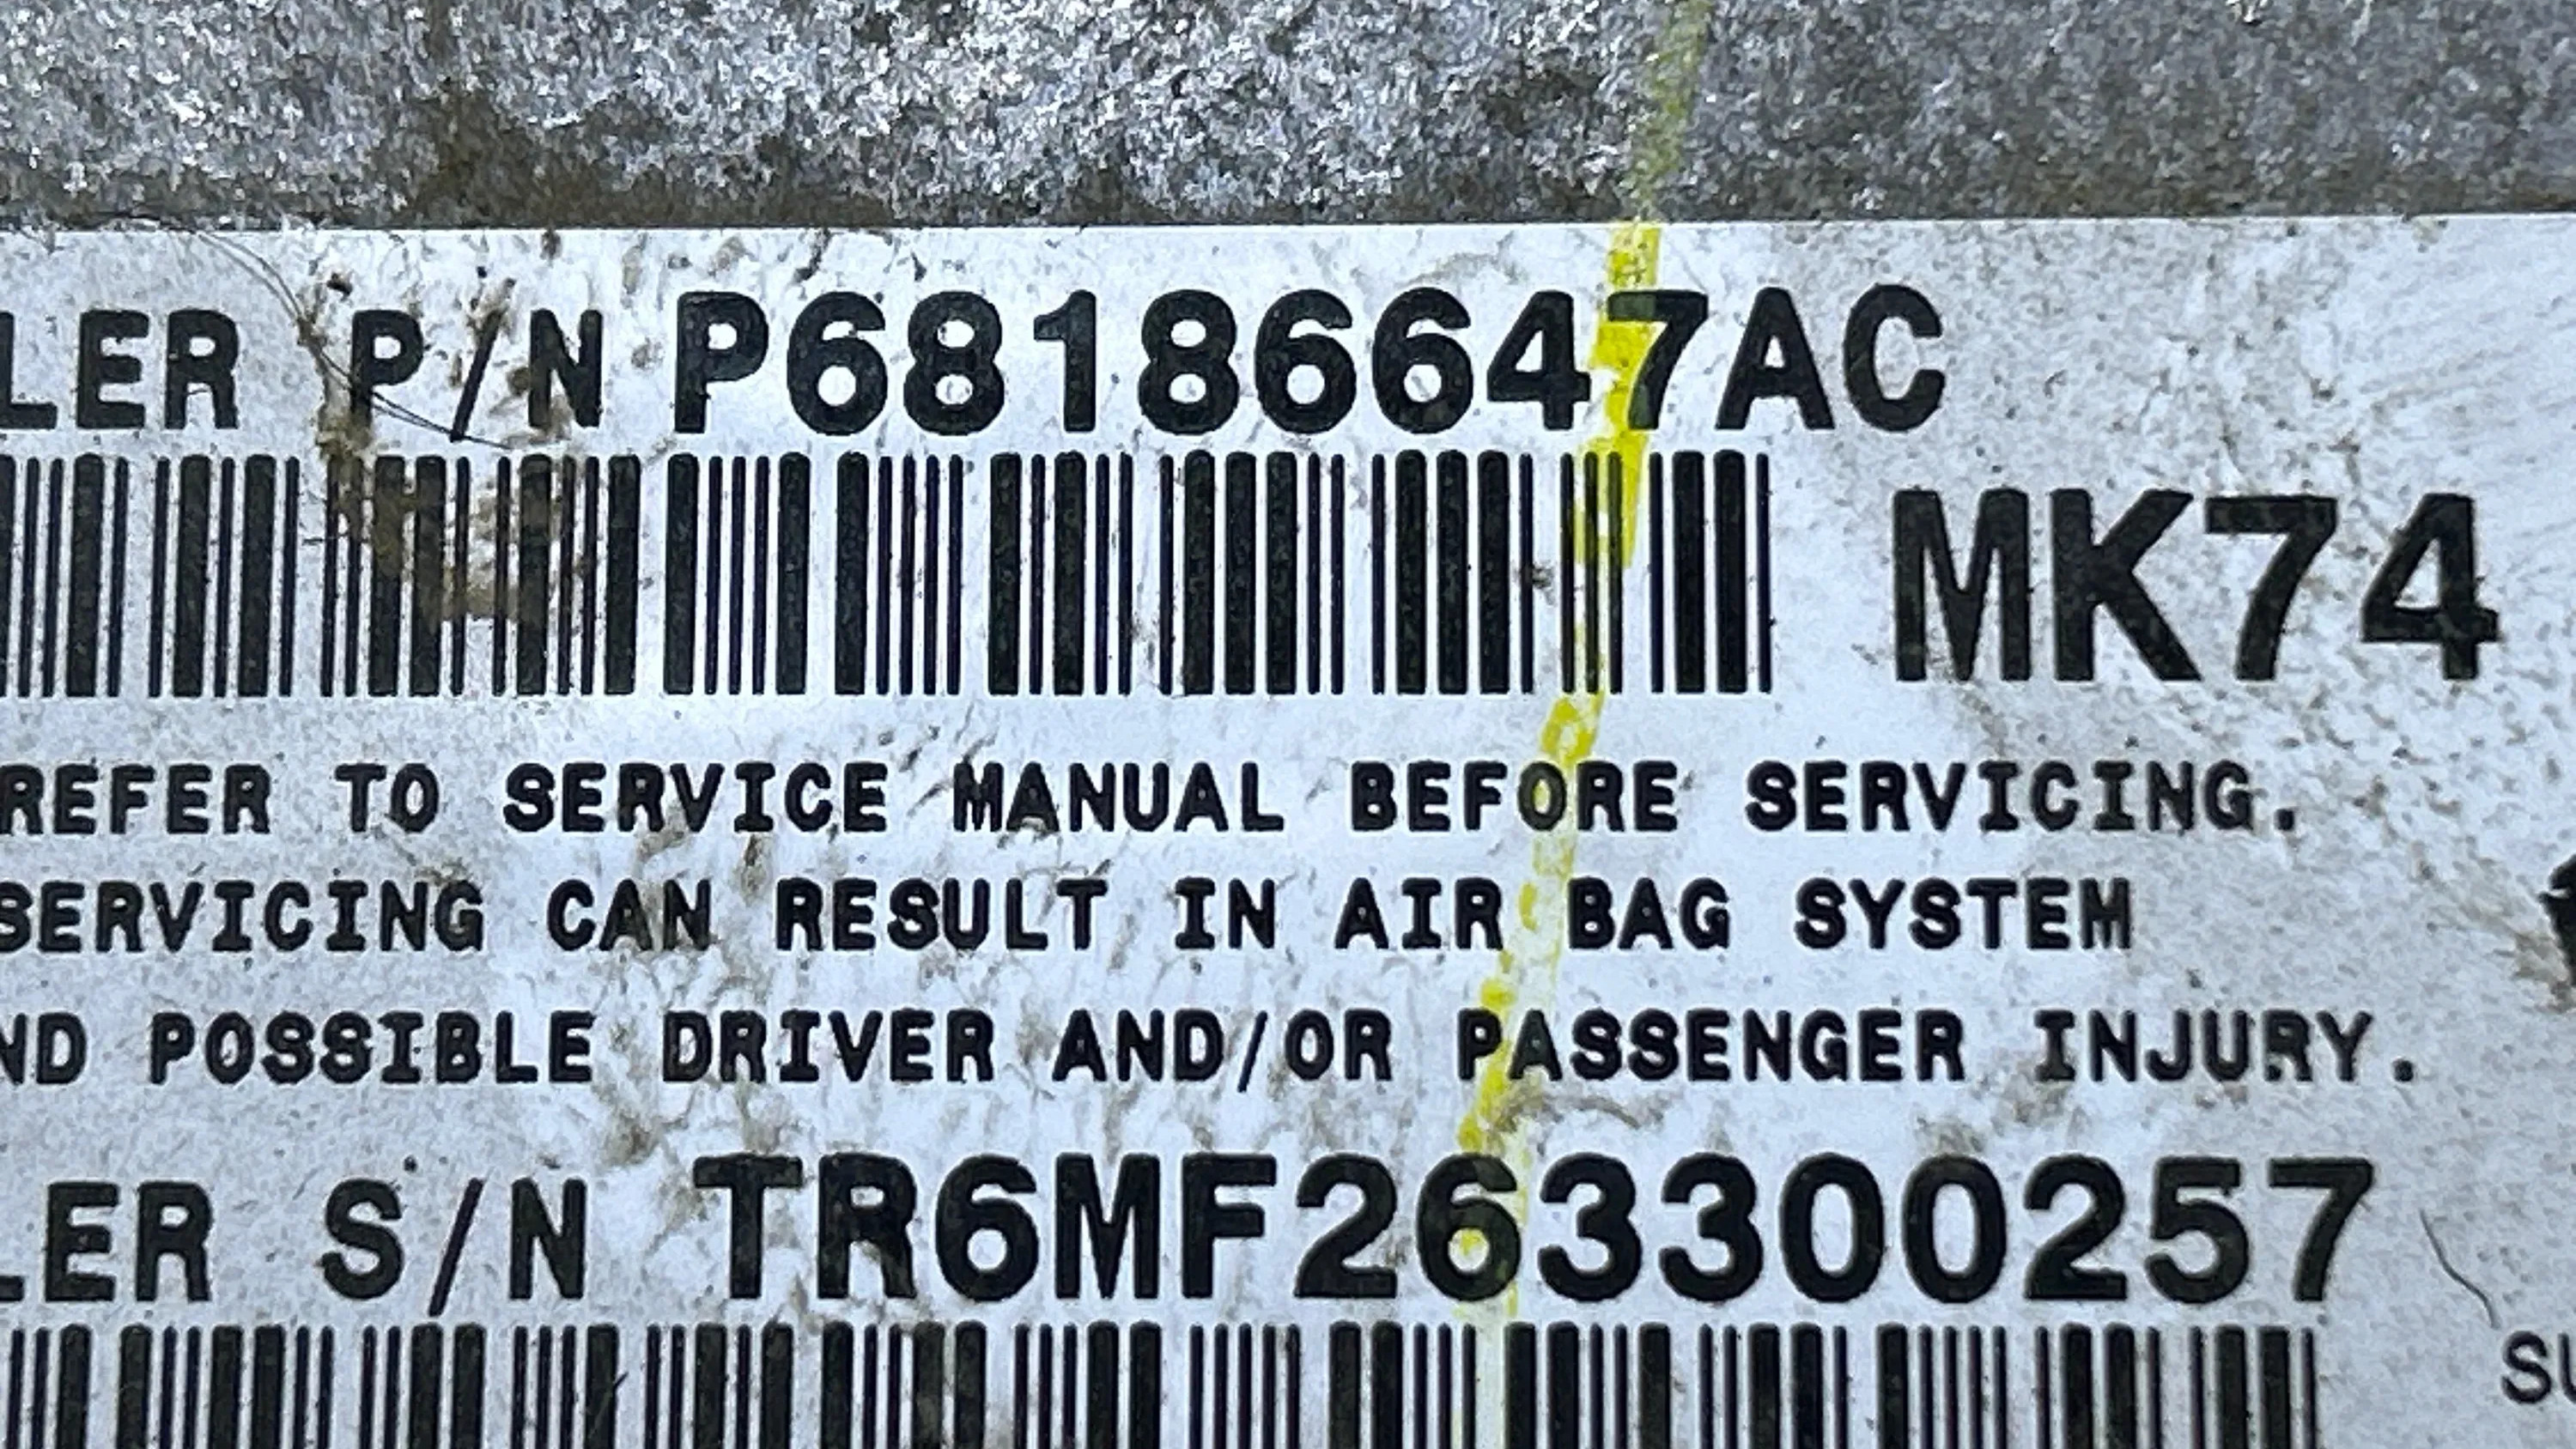 LER P/N P68186647AC
MK74
REFER TO SERVICE MANUAL BEFORE SERVICING.
SERVICING CAN RESULT IN AIR BAG SYSTEM
ND POSSIBLE DRIVER AND/OR PASSENGER INJURY.
LER S/N TR6MF263300257
SU